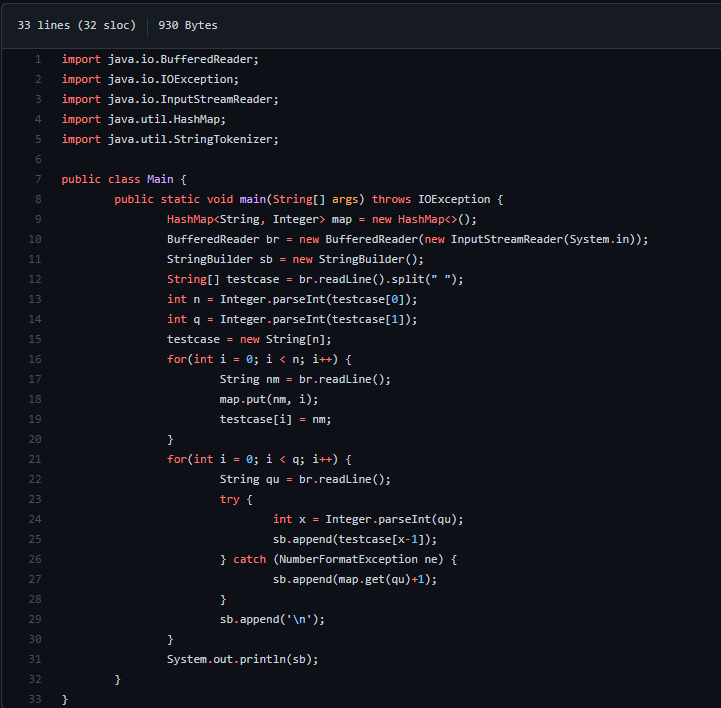 33 lines (32 sloc) 930 Bytes
1 import java.io.BufferedReader;
2 import java.io.IOException;
3 import java.io.InputStreamReader;
4 import java.util.HashMap;
5 import java.util.StringTokenizer;
6
7 public class Main {
8 public static void main(String[] args) throws IOException {
9 HashMap<String, Integer> map = new HashMap<>();
10 BufferedReader br = new BufferedReader(new InputStreamReader(System.in));
11 StringBuilder sb = new StringBuilder();
12 String[] testcase = br.readLine().split(" ");
13 int n = Integer.parseInt(testcase[0]);
14 int q = Integer.parseInt(testcase[1]);
15 testcase = new String[n];
16 for(int i = 0; i < n; i++) {
17 String nm = br.readLine();
18 map.put(nm, i);
19 testcase[i] = nm;
20 }
21 for(int i = 0; i < q; i++) {
22 String qu = br.readLine();
23 try {
24 int x = Integer.parseInt(qu);
25 sb.append(testcase[x-1]);
26 } catch (NumberFormatException ne) {
27 sb.append(map.get(qu)+1);
28 }
29 sb.append('\n');
30 }
31 System.out.println(sb);
32 }
33 }